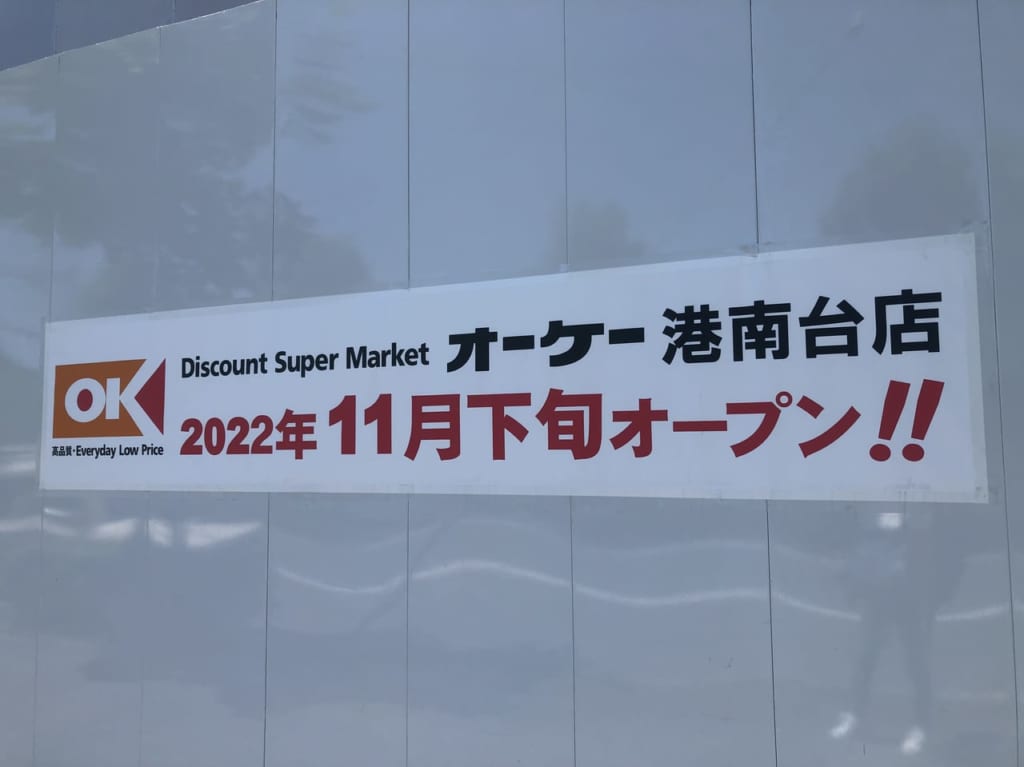 OK
高品質・Everyday Low Price
Discount Super Market オーケー 港南台店
2022年 11月下旬オープン!!